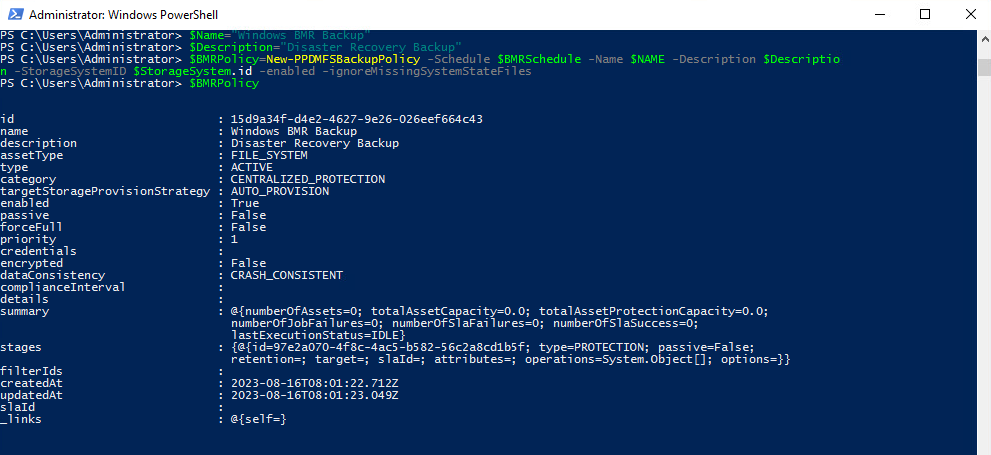 Administrator: Windows PowerShell
PS C:\Users\Administrator> $Name="Windows BMR Backup"
PS C:\Users\Administrator> $Description="Disaster Recovery Backup"
PS C:\Users\Administrator> $BMRPolicy=New-PPDMFSBackupPolicy -Schedule $BMRSchedule -Name $NAME -Description $Descriptio
n -StorageSystemID $StorageSystem.id -enabled -ignoreMissingSystemStateFiles
PS C:\Users\Administrator> $BMRPolicy
id : 15d9a34f-d4e2-4627-9e26-026eef664c43
name : Windows BMR Backup
description : Disaster Recovery Backup
assetType : FILE_SYSTEM
type : ACTIVE
category : CENTRALIZED_PROTECTION
targetStorageProvisionStrategy : AUTO_PROVISION
enabled : True
passive : False
forceFull : False
priority : 1
credentials :
encrypted : False
dataConsistency : CRASH_CONSISTENT
complianceInterval :
details :
summary : @{numberOfAssets=0; totalAssetCapacity=0.0; totalAssetProtectionCapacity=0.0;
numberOfJobFailures=0; numberOfSlaFailures=0; numberOfSlaSuccess=0;
lastExecutionStatus=IDLE}
stages : {@{id=97e2a070-4f8c-4ac5-b582-56c2a8cd1b5f; type=PROTECTION; passive=False;
retention=; target=; slaId=; attributes=; operations=System.Object[]; options=}}
filterIds :
createdAt : 2023-08-16T08:01:22.712Z
updatedAt : 2023-08-16T08:01:23.049Z
slaId :
_links : @{self=}